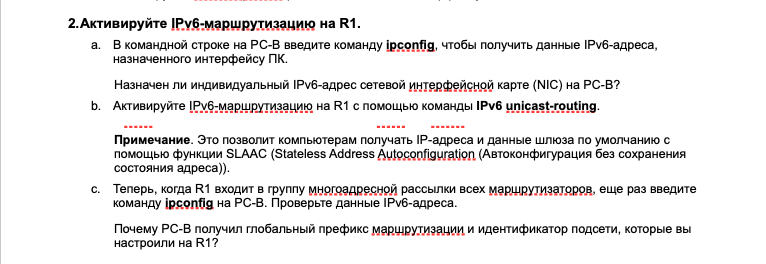 2.Активируйте IPv6-маршрутизацию на R1.
a. В командной строке на PC-B введите команду ipconfig, чтобы получить данные IPv6-адреса,
назначенного интерфейсу ПК.
Назначен ли индивидуальный IPv6-адрес сетевой интерфейсной карте (NIC) на PC-B?
b. Активируйте IPv6-маршрутизацию на R1 с помощью команды IPv6 unicast-routing.
Примечание. Это позволит компьютерам получать IP-адреса и данные шлюза по умолчанию с
помощью функции SLAAC (Stateless Address Autoconfiguration (Автоконфигурация без сохранения
состояния адреса)).
c. Теперь, когда R1 входит в группу многоадресной рассылки всех маршрутизаторов, еще раз введите
команду ipconfig на PC-B. Проверьте данные IPv6-адреса.
Почему PC-B получил глобальный префикс маршрутизации и идентификатор подсети, которые вы
настроили на R1?